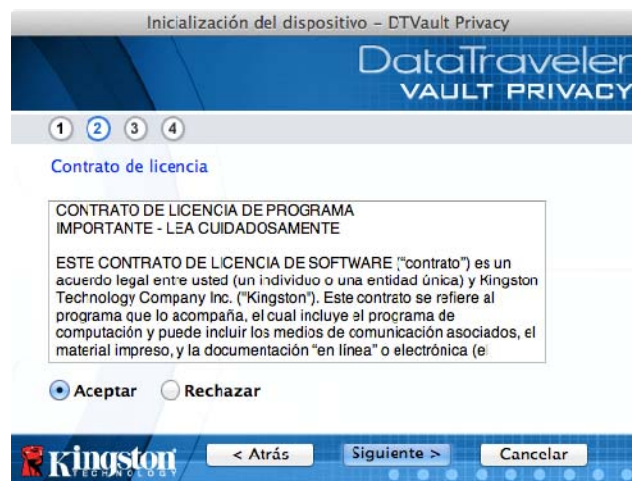 Inicialización del dispositivo – DTVault Privacy
DataTraveler
VAULT PRIVACY
1 2 3 4
Contrato de licencia
CONTRATO DE LICENCIA DE PROGRAMA
IMPORTANTE - LEA CUIDADOSAMENTE
ESTE CONTRATO DE LICENCIA DE SOFTWARE ("contrato") es un
acuerdo legal entre usted (un individuo o una entidad única) y Kingston
Technology Company Inc. ("Kingston"). Este contrato se refiere al
programa que lo acompaña, el cual incluye el programa de
computación y puede incluir los medios de comunicación asociados, el
material impreso, y la documentación "en línea" o electrónica (el
Aceptar Rechazar
Kingston
TECHNOLOGY
< Atrás Siguiente > Cancelar